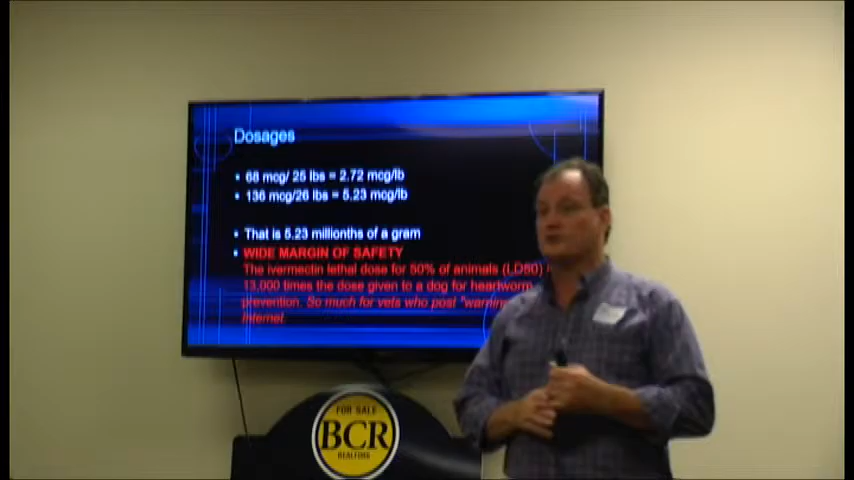 Dosages
• 68 mcg/ 25 lbs = 2.72 mcg/lb
• 136 mcg/26 lbs = 5.23 mcg/lb
• That is 5.23 millionths of a gram
• WIDE MARGIN OF SAFETY
The ivermectin lethal dose for 50% of animals (LD50)
13,000 times the dose given to a dog for heartworm
prevention. So much for vets who post "warning
Internet.
FOR SALE
BCR
REALTORS